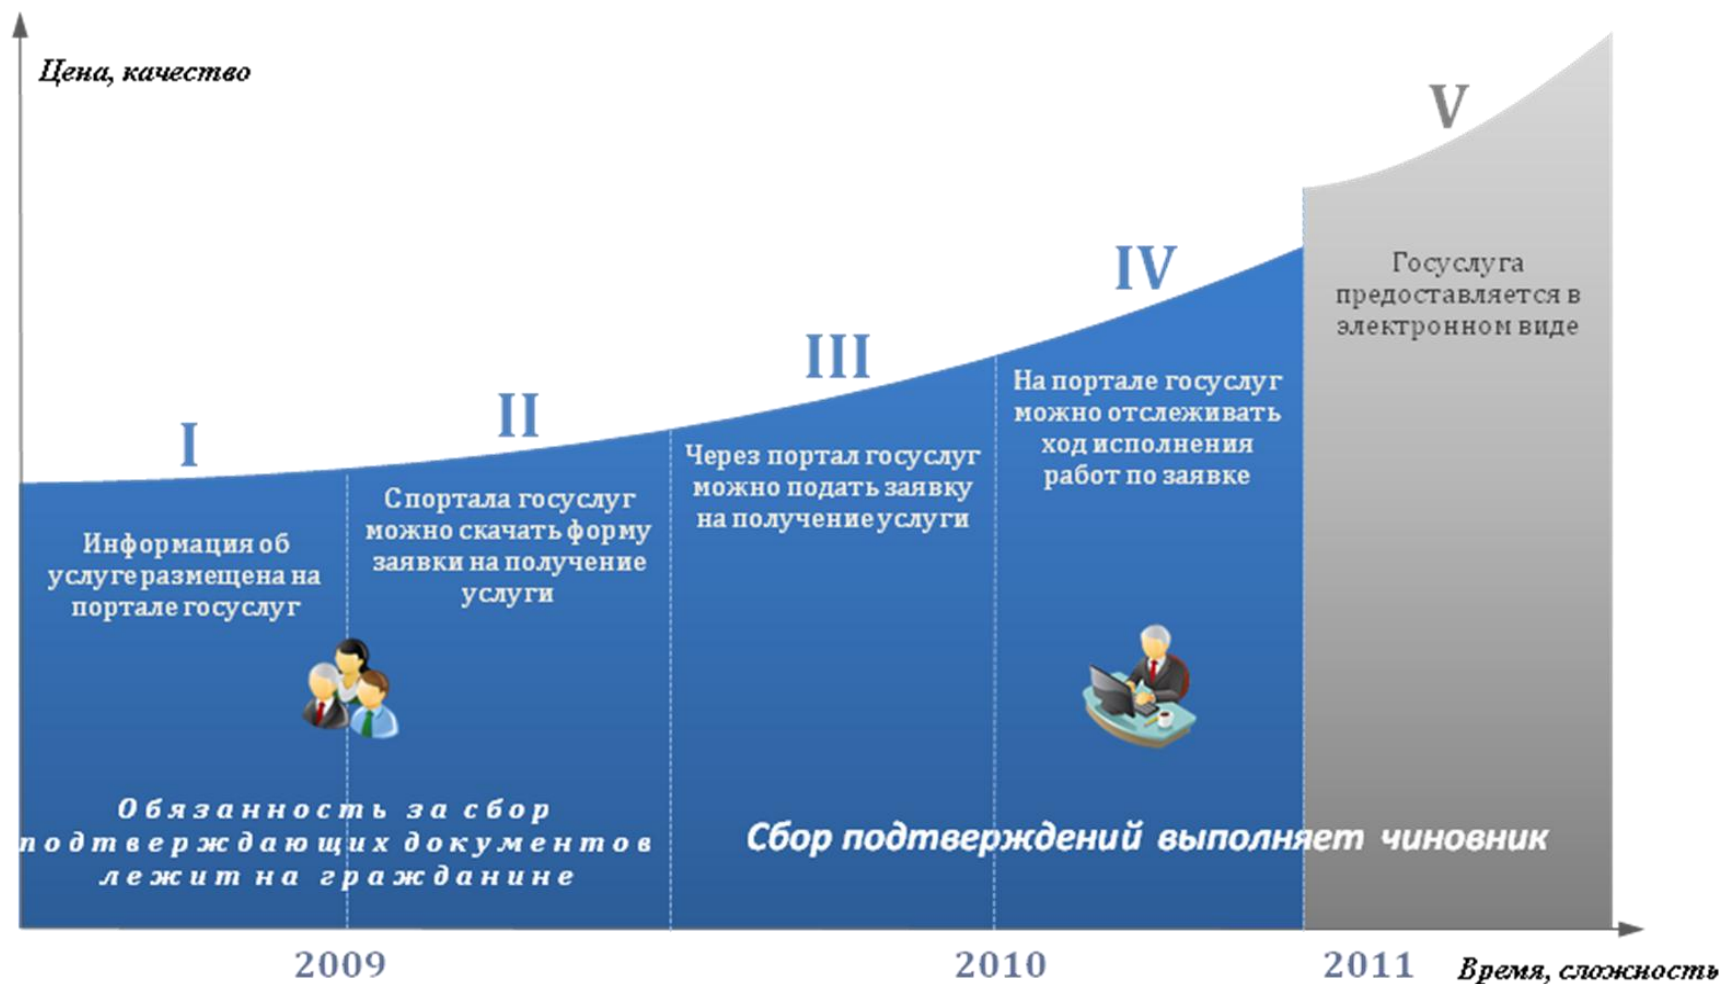 Цена, качество
I
Информация об
услуге размещена на
портале госуслуг
II
С портала госуслуг
можно скачать форму
заявки на получение
услуги
III
Через портал госуслуг
можно подать заявку
на получение услуги
IV
На портале госуслуг
можно отслеживать
ход исполнения
работ по заявке
V
Госуслуга
предоставляется в
электронном виде
Обязанность за сбор
подтверждающих документов
лежит на гражданине
Сбор подтверждений выполняет чиновник
2009
2010
2011
Время, сложность